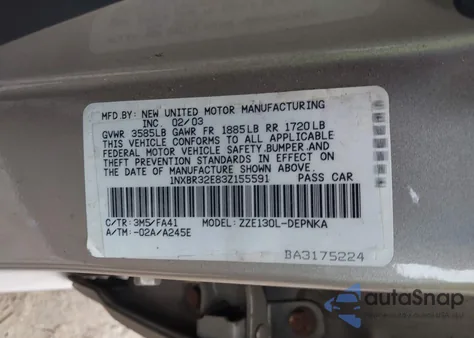 MFD.BY: NEW UNITED MOTOR MANUFACTURING
INC. 02/03
GVWR 3585LB GAWR FR 1885LB RR 1720LB
THIS VEHICLE CONFORMS TO ALL APPLICABLE
FEDERAL MOTOR VEHICLE SAFETY,BUMPER,AND
THEFT PREVENTION STANDARDS IN EFFECT ON
THE DATE OF MANUFACTURE SHOWN ABOVE.
1NXBR32E83Z155591 PASS CAR
C/TR: 3M5/FA41 MODEL: ZZE130L-DEPNKA
A/TM: -02A/A245E
BA3175224
autoSnap